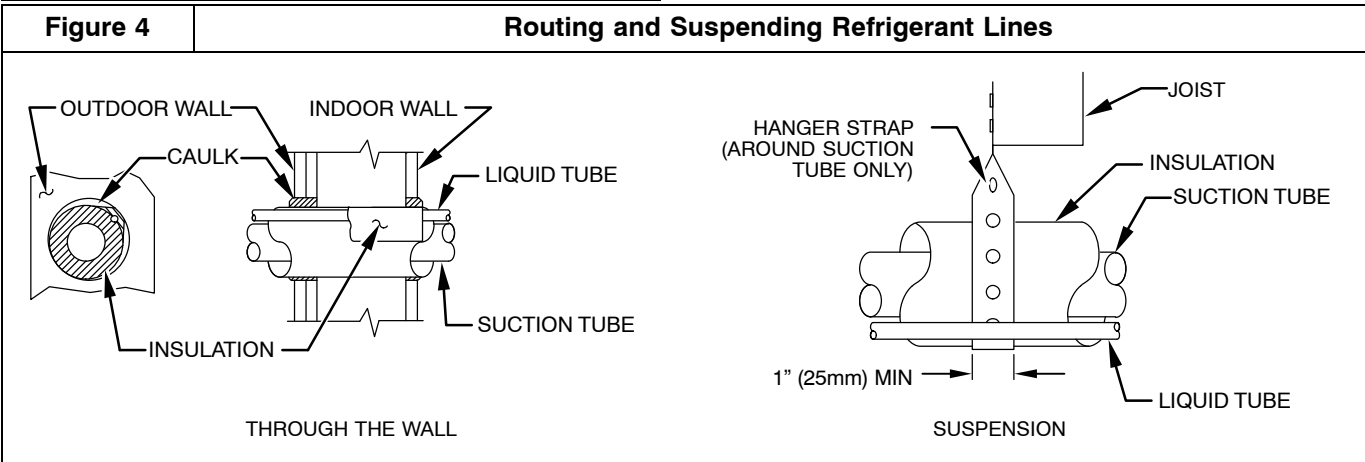 Figure 4
Routing and Suspending Refrigerant Lines
OUTDOOR WALL
INDOOR WALL
CAULK
LIQUID TUBE
SUCTION TUBE
INSULATION
THROUGH THE WALL
JOIST
HANGER STRAP
(AROUND SUCTION
TUBE ONLY)
INSULATION
SUCTION TUBE
1” (25mm) MIN
LIQUID TUBE
SUSPENSION